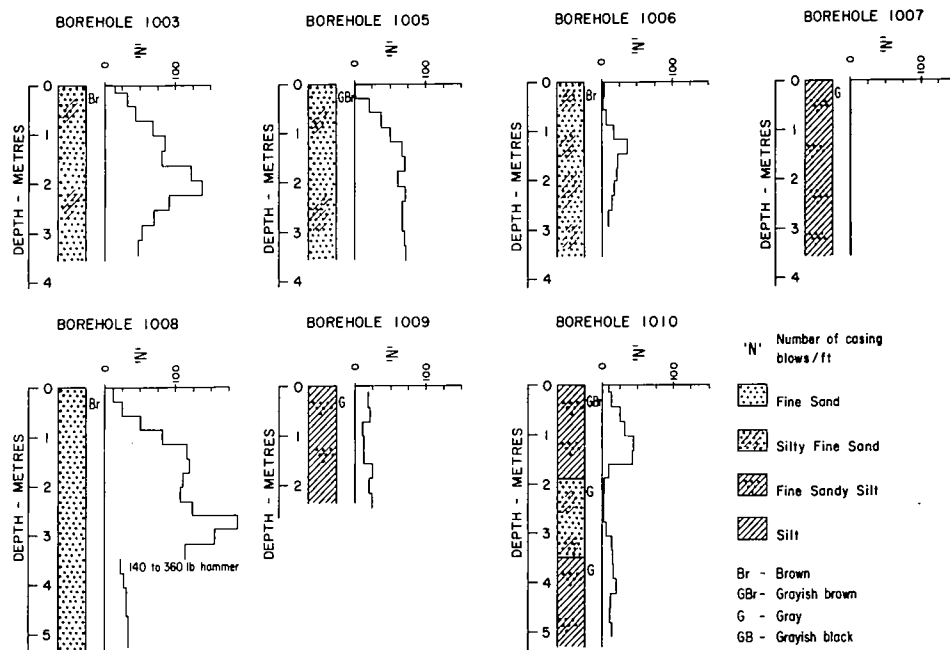 BOREHOLE 1003
'N'
0 100
DEPTH - METRES
0
1
2
3
4
Br
BOREHOLE 1005
'N'
0 100
DEPTH - METRES
0
1
2
3
4
GBr
BOREHOLE 1006
'N'
0 100
DEPTH - METRES
0
1
2
3
4
Br
BOREHOLE 1007
'N'
0 100
DEPTH - METRES
0
1
2
3
4
G
BOREHOLE 1008
'N'
0 100
DEPTH - METRES
0
1
2
3
4
5
Br
140 to 360 lb hammer
BOREHOLE 1009
'N'
0 100
DEPTH - METRES
0
1
2
G
BOREHOLE 1010
'N'
0 100
DEPTH - METRES
0
1
2
3
4
5
GBr
G
G
'N' Number of casing
blows/ft
Fine Sand
Silty Fine Sand
Fine Sandy Silt
Silt
Br - Brown
GBr - Grayish brown
G - Gray
GB - Grayish black